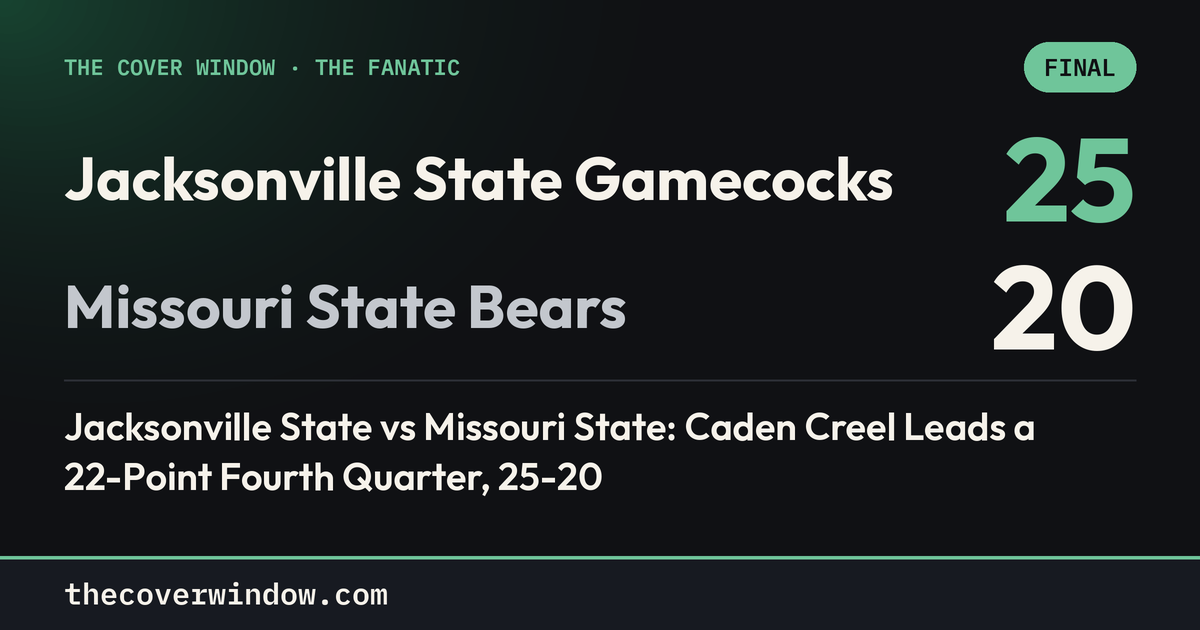 THE COVER WINDOW · THE FANATIC
FINAL
Jacksonville State Gamecocks
25
Missouri State Bears
20
Jacksonville State vs Missouri State: Caden Creel Leads a
22-Point Fourth Quarter, 25-20
thecoverwindow.com